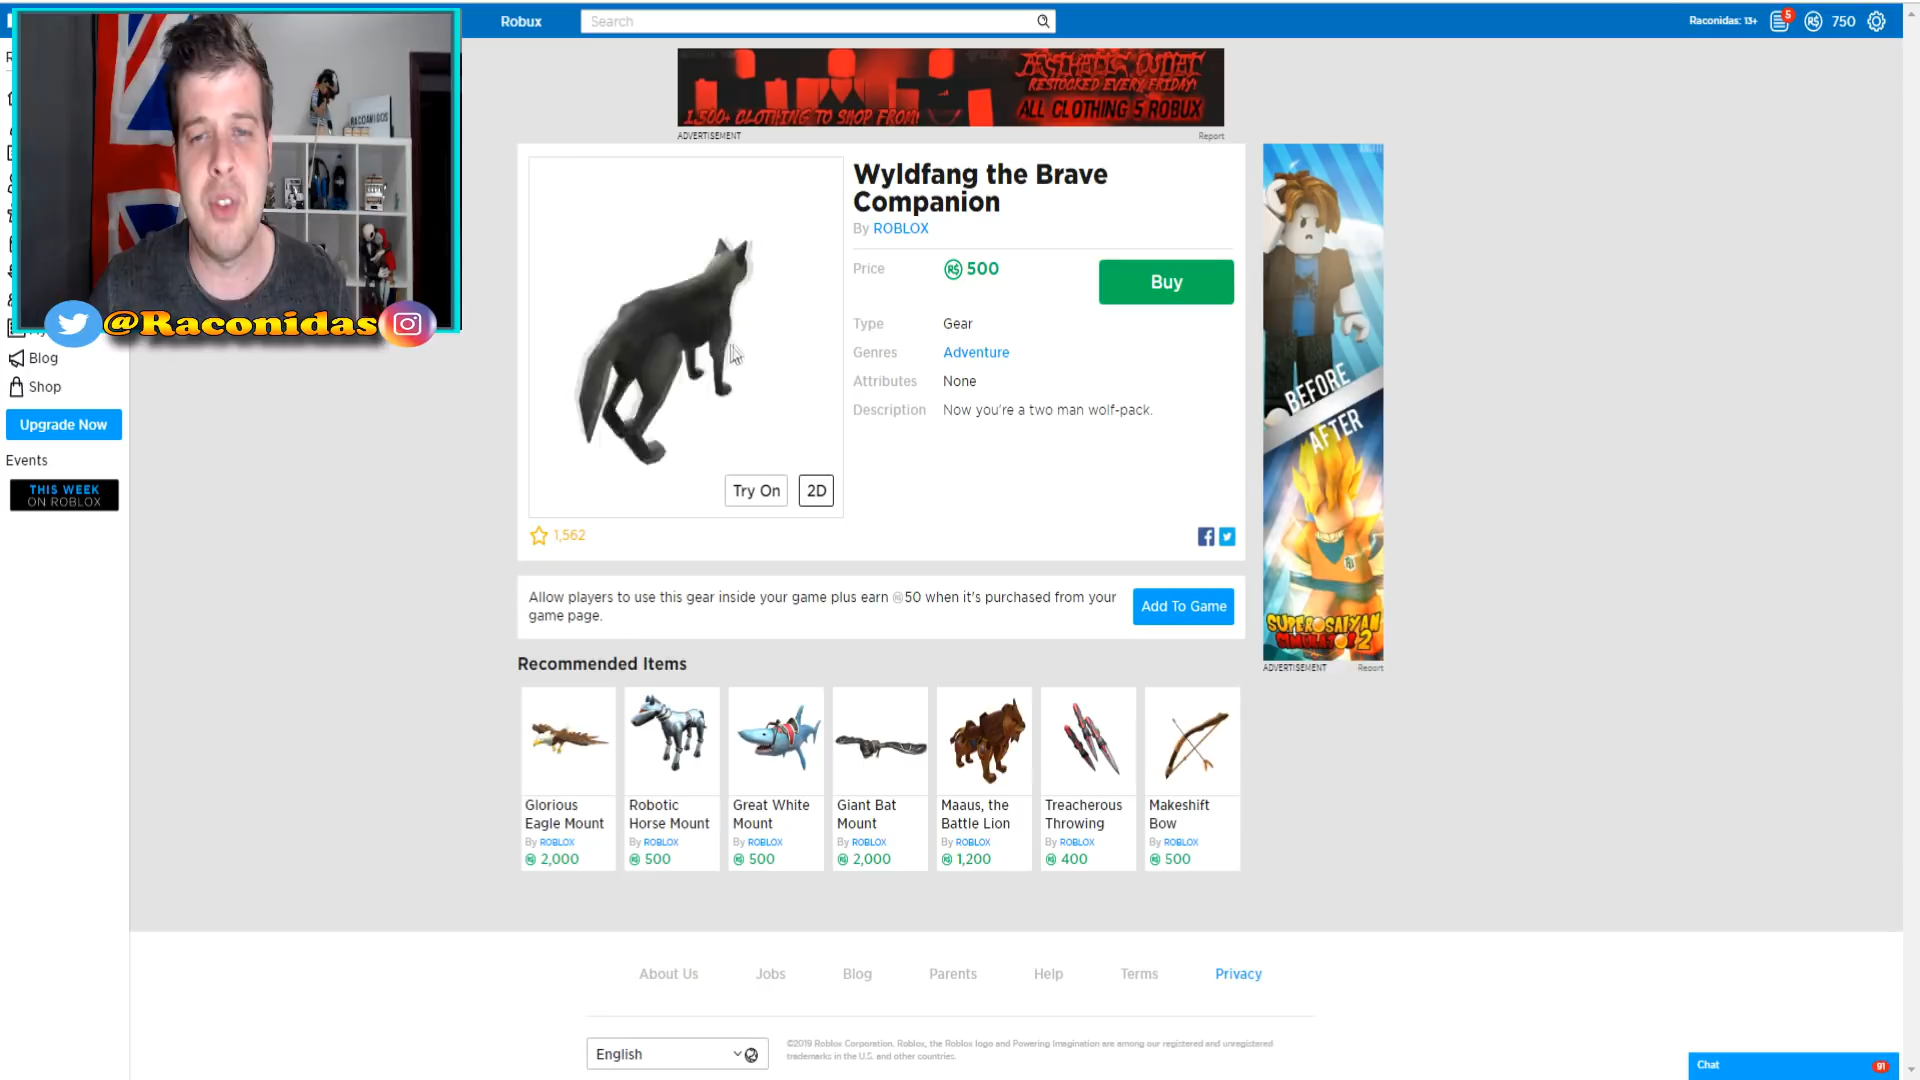 Robux
Search
Raconidas: 13+
5
750
AESTHETICS OUTLET
RESTOCKED EVERY FRIDAY!
1,500+ CLOTHING TO SHOP FROM!
ALL CLOTHING 5 ROBUX
ADVERTISEMENT
Report
RACOAMIGOS
@Raconidas
Blog
Shop
Upgrade Now
Events
THIS WEEK
ON ROBLOX
Wyldfang the Brave
Companion
By ROBLOX
Price
R$ 500
Buy
Type
Gear
Genres
Adventure
Attributes
None
Description
Now you're a two man wolf-pack.
Try On
2D
1,562
BEFORE
AFTER
SUPER SAIYAN
SIMULATOR 2
ADVERTISEMENT
Report
Allow players to use this gear inside your game plus earn 50 when it's purchased from your
game page.
Add To Game
Recommended Items
Glorious
Eagle Mount
By ROBLOX
2,000
Robotic
Horse Mount
By ROBLOX
500
Great White
Mount
By ROBLOX
500
Giant Bat
Mount
By ROBLOX
2,000
Maaus, the
Battle Lion
By ROBLOX
1,200
Treacherous
Throwing
By ROBLOX
400
Makeshift
Bow
By ROBLOX
500
About Us
Jobs
Blog
Parents
Help
Terms
Privacy
English
©2019 Roblox Corporation. Roblox, the Roblox logo and Powering Imagination are among our registered and unregistered
trademarks in the U.S. and other countries.
Chat
91